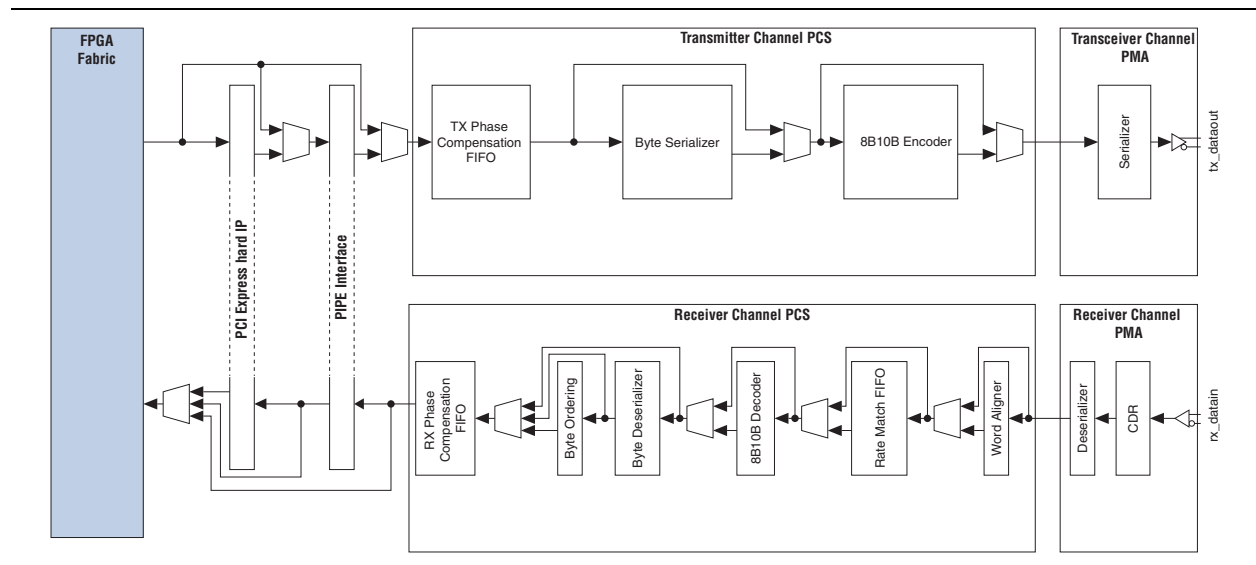 FPGA
Fabric
Transmitter Channel PCS
Transceiver Channel
PMA
TX Phase
Compensation
FIFO
Byte Serializer
8B10B Encoder
Serializer
tx_dataout
PCI Express hard IP
PIPE Interface
Receiver Channel PCS
Receiver Channel
PMA
RX Phase
Compensation
FIFO
Byte Ordering
Byte Deserializer
8B10B Decoder
Rate Match FIFO
Word Aligner
Deserializer
CDR
rx_datain